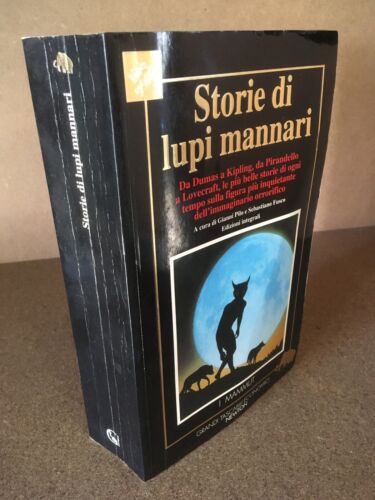 Storie di lupi mannari
Storie di
lupi mannari
Da Dumas a Kipling, da Pirandello
a Lovecraft, le più belle storie di ogni
tempo sulla figura più inquietante
dell'immaginario orrorifico
A cura di Gianni Pilo e Sebastiano Fusco
Edizioni integrali
I MAMMUT
GRANDI TASCABILI ECONOMICI
NEWTON